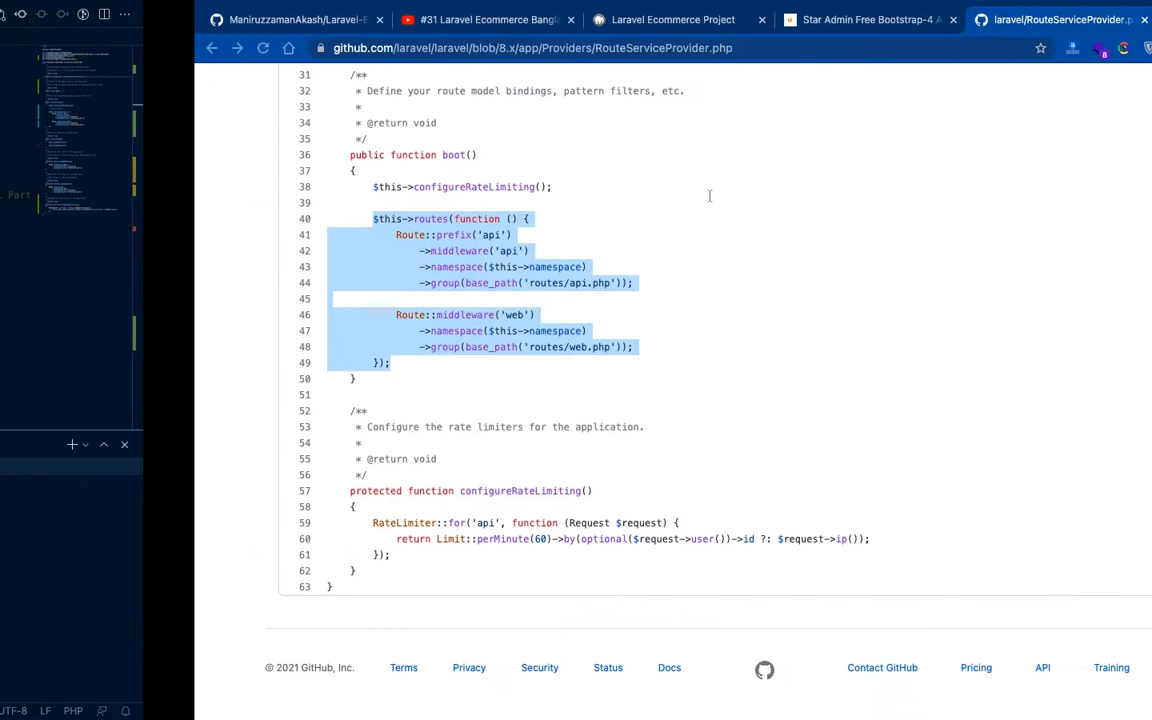 ManiruzzamanAkash/Laravel-E
#31 Laravel Ecommerce Bangla
Laravel Ecommerce Project
Star Admin Free Bootstrap-4 A
laravel/RouteServiceProvider.p
github.com/laravel/laravel/blob/8.x/app/Providers/RouteServiceProvider.php
8
Part
31 /**
32 * Define your route model bindings, pattern filters, etc.
33 *
34 * @return void
35 */
36 public function boot()
37 {
38 $this->configureRateLimiting();
39
40 $this->routes(function () {
41 Route::prefix('api')
42 ->middleware('api')
43 ->namespace($this->namespace)
44 ->group(base_path('routes/api.php'));
45
46 Route::middleware('web')
47 ->namespace($this->namespace)
48 ->group(base_path('routes/web.php'));
49 });
50 }
51
52 /**
53 * Configure the rate limiters for the application.
54 *
55 * @return void
56 */
57 protected function configureRateLimiting()
58 {
59 RateLimiter::for('api', function (Request $request) {
60 return Limit::perMinute(60)->by(optional($request->user())->id ?: $request->ip());
61 });
62 }
63 }
© 2021 GitHub, Inc. Terms Privacy Security Status Docs Contact GitHub Pricing API Training
UTF-8 LF PHP